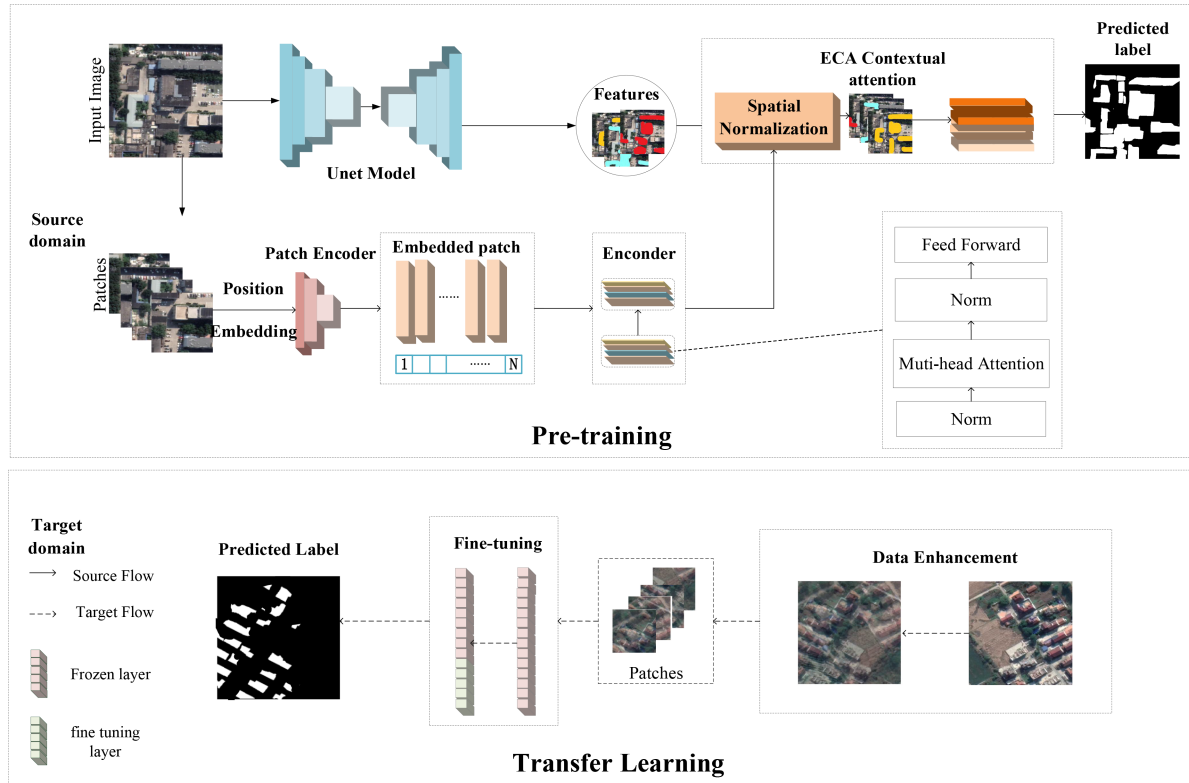 Input Image
Unet Model
Features
ECA Contextual
attention
Spatial
Normalization
Predicted
label
Source
domain
Patches
Position
Embedding
Patch Encoder
Embedded patch
......
1
......
N
Enconder
Feed Forward
Norm
Muti-head Attention
Norm
Pre-training
Target
domain
Source Flow
Target Flow
Frozen layer
fine tuning
layer
Predicted Label
Fine-tuning
Patches
Data Enhancement
Transfer Learning